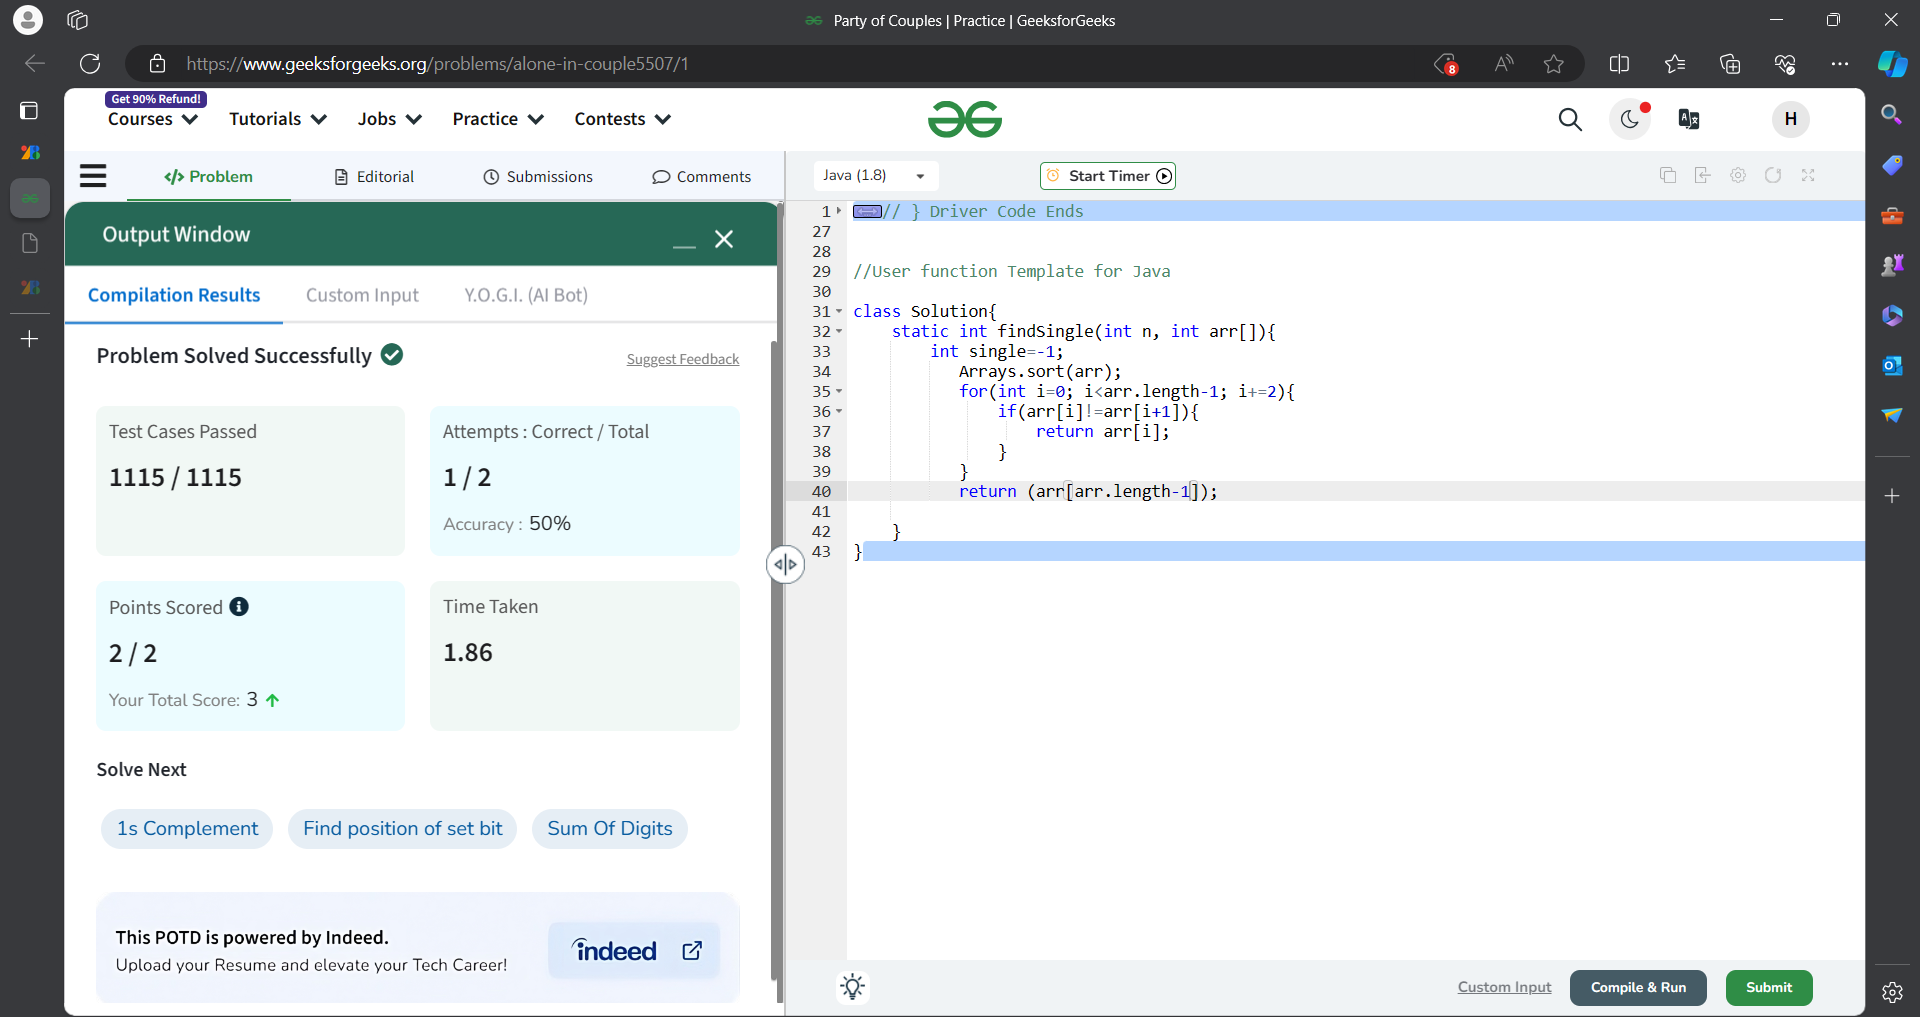 Party of Couples | Practice | GeeksforGeeks
https://www.geeksforgeeks.org/problems/alone-in-couple5507/1
8
Get 90% Refund!
Courses
Tutorials
Jobs
Practice
Contests
H
Problem
Editorial
Submissions
Comments
Java (1.8)
Start Timer
Output Window
Compilation Results
Custom Input
Y.O.G.I. (AI Bot)
Problem Solved Successfully
Suggest Feedback
Test Cases Passed
1115 / 1115
Attempts : Correct / Total
1 / 2
Accuracy : 50%
Points Scored
2 / 2
Your Total Score: 3
Time Taken
1.86
Solve Next
1s Complement
Find position of set bit
Sum Of Digits
This POTD is powered by Indeed.
Upload your Resume and elevate your Tech Career!
indeed
1 // } Driver Code Ends
27
28
29 //User function Template for Java
30
31 class Solution{
32 static int findSingle(int n, int arr[]){
33 int single=-1;
34 Arrays.sort(arr);
35 for(int i=0; i<arr.length-1; i+=2){
36 if(arr[i]!=arr[i+1]){
37 return arr[i];
38 }
39 }
40 return (arr[arr.length-1]);
41
42 }
43 }
Custom Input
Compile & Run
Submit